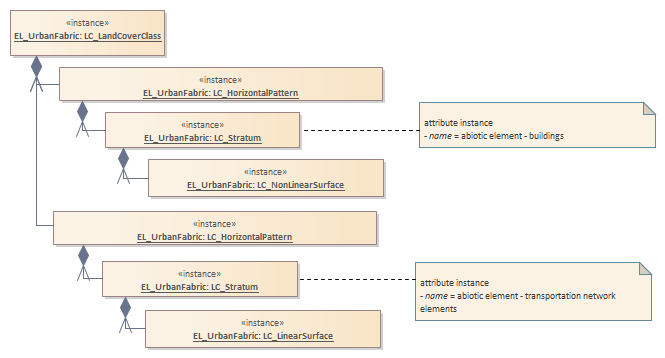 «instance»
EL_UrbanFabric: LC_LandCoverClass
«instance»
EL_UrbanFabric: LC_HorizontalPattern
«instance»
EL_UrbanFabric: LC_Stratum
attribute instance
- name = abiotic element - buildings
«instance»
EL_UrbanFabric: LC_NonLinearSurface
«instance»
EL_UrbanFabric: LC_HorizontalPattern
«instance»
EL_UrbanFabric: LC_Stratum
attribute instance
- name = abiotic element - transportation network
elements
«instance»
EL_UrbanFabric: LC_LinearSurface